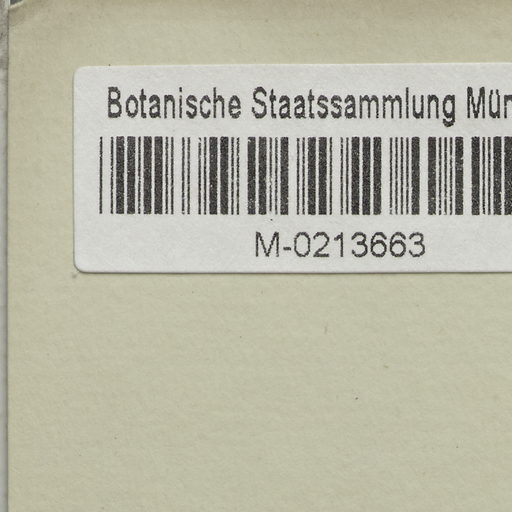 Botanische Staatssammlung Mün
M-0213663